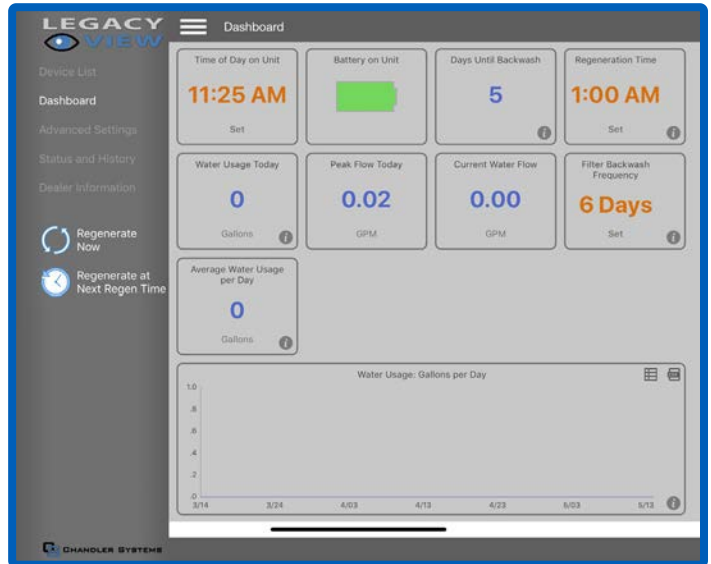 LEGACY
VIEW
Dashboard
Device List
Dashboard
Advanced Settings
Status and History
Dealer Information
Regenerate
Now
Regenerate at
Next Regen Time
Time of Day on Unit
11:25 AM
Set
Battery on Unit
Days Until Backwash
5
i
Regeneration Time
1:00 AM
Set
i
Water Usage Today
0
Gallons
i
Peak Flow Today
0.02
GPM
Current Water Flow
0.00
GPM
Filter Backwash
Frequency
6 Days
Set
i
Average Water Usage
per Day
0
Gallons
i
Water Usage: Gallons per Day
1.0
.8
.6
.4
.2
.0
3/14 3/24 4/03 4/13 4/23 5/03 5/13
i
CHANDLER SYSTEMS